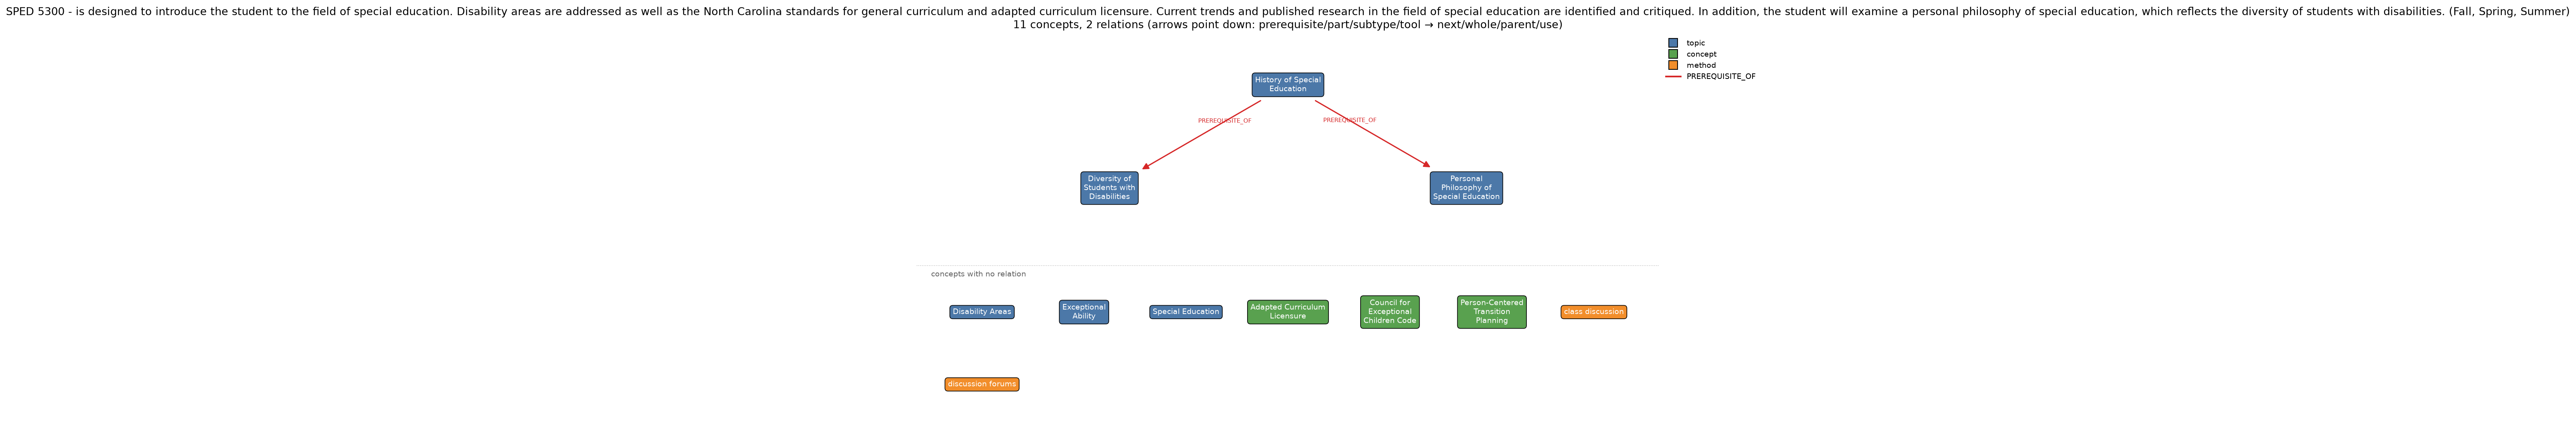 SPED 5300 - is designed to introduce the student to the field of special education. Disability areas are addressed as well as the North Carolina standards for general curriculum and adapted curriculum licensure. Current trends and published research in the field of special education are identified and critiqued. In addition, the student will examine a personal philosophy of special education, which reflects the diversity of students with disabilities. (Fall, Spring, Summer)
11 concepts, 2 relations (arrows point down: prerequisite/part/subtype/tool → next/whole/parent/use)
topic
concept
method
PREREQUISITE_OF
History of Special
Education
PREREQUISITE_OF
PREREQUISITE_OF
Diversity of
Students with
Disabilities
Personal
Philosophy of
Special Education
concepts with no relation
Disability Areas
Exceptional
Ability
Special Education
Adapted Curriculum
Licensure
Council for
Exceptional
Children Code
Person-Centered
Transition
Planning
class discussion
discussion forums